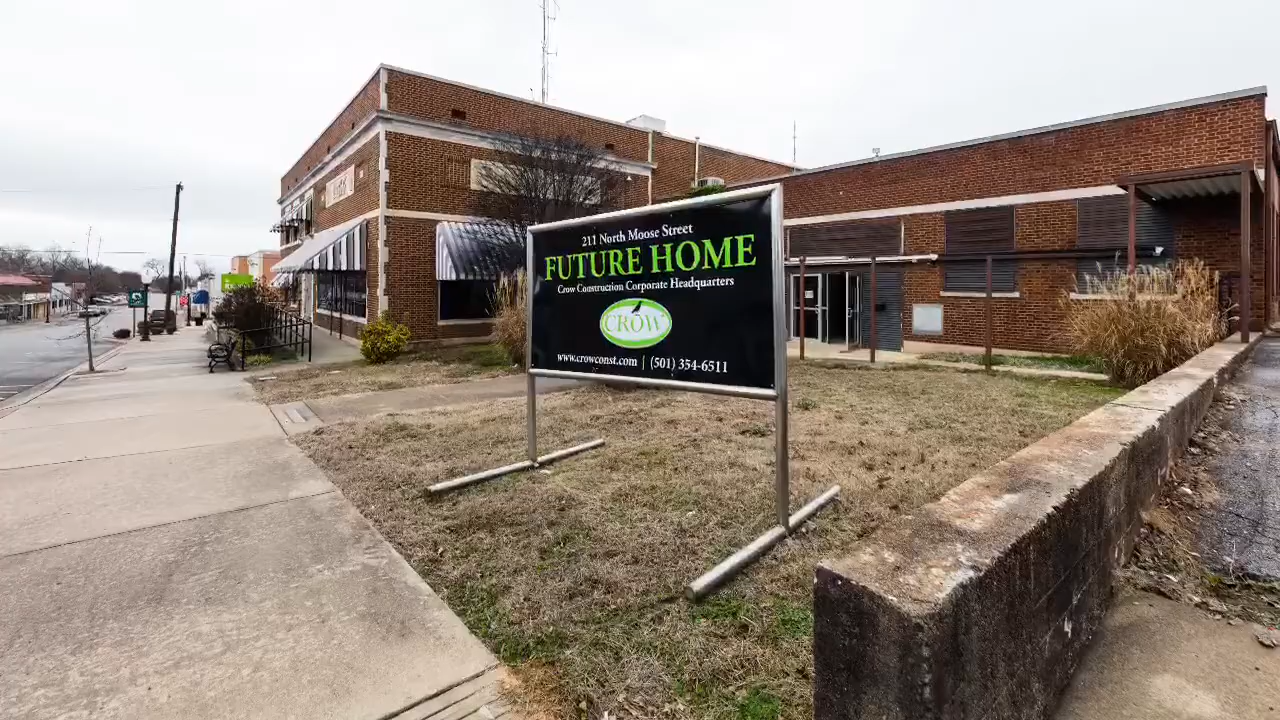 211 North Moose Street
FUTURE HOME
Crow Construction Corporate Headquarters
CROW
www.crowconst.com | (501) 354-6511